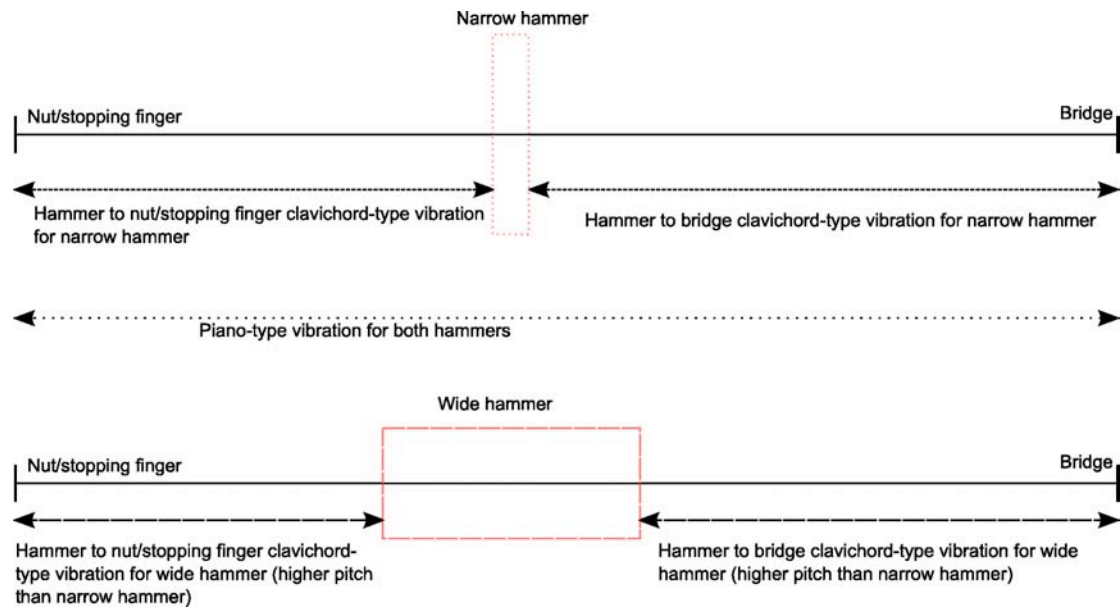 Narrow hammer
Nut/stopping finger
Bridge
Hammer to nut/stopping finger clavichord-type vibration
for narrow hammer
Hammer to bridge clavichord-type vibration for narrow hammer
Piano-type vibration for both hammers
Wide hammer
Nut/stopping finger
Bridge
Hammer to nut/stopping finger clavichord-
type vibration for wide hammer (higher pitch
than narrow hammer)
Hammer to bridge clavichord-type vibration for wide
hammer (higher pitch than narrow hammer)